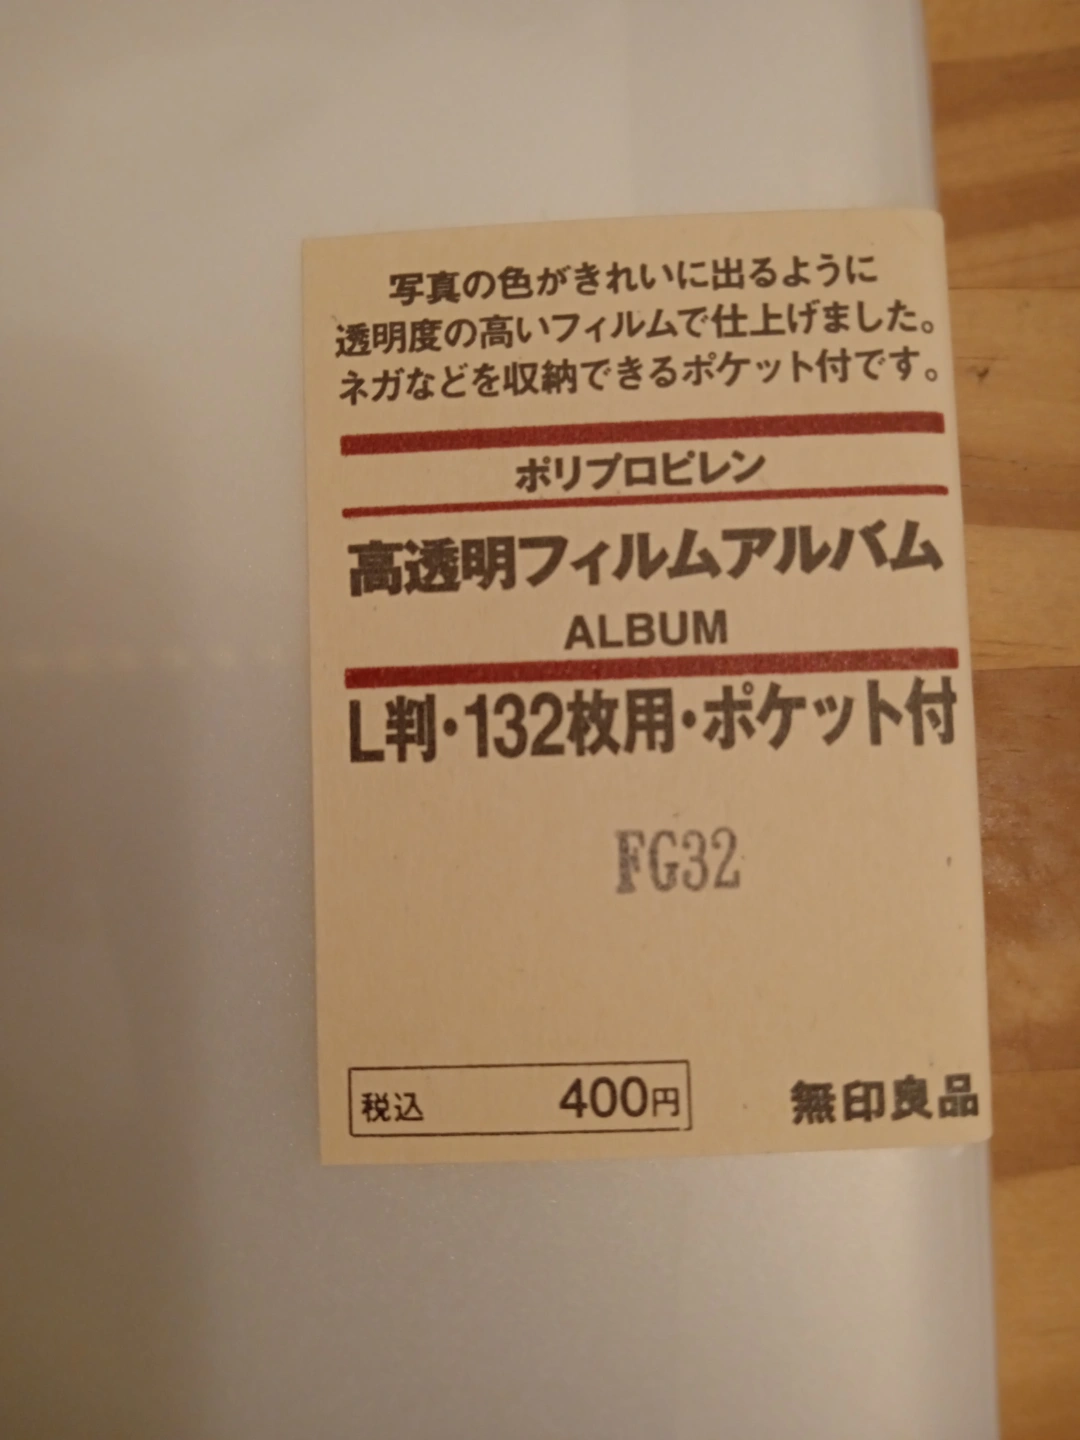 写真の色がきれいに出るように
透明度の高いフィルムで仕上げました。
ネガなどを収納できるポケット付です。
ポリプロピレン
高透明フィルムアルバム
ALBUM
L判・132枚用・ポケット付
FG32
税込 400円
無印良品